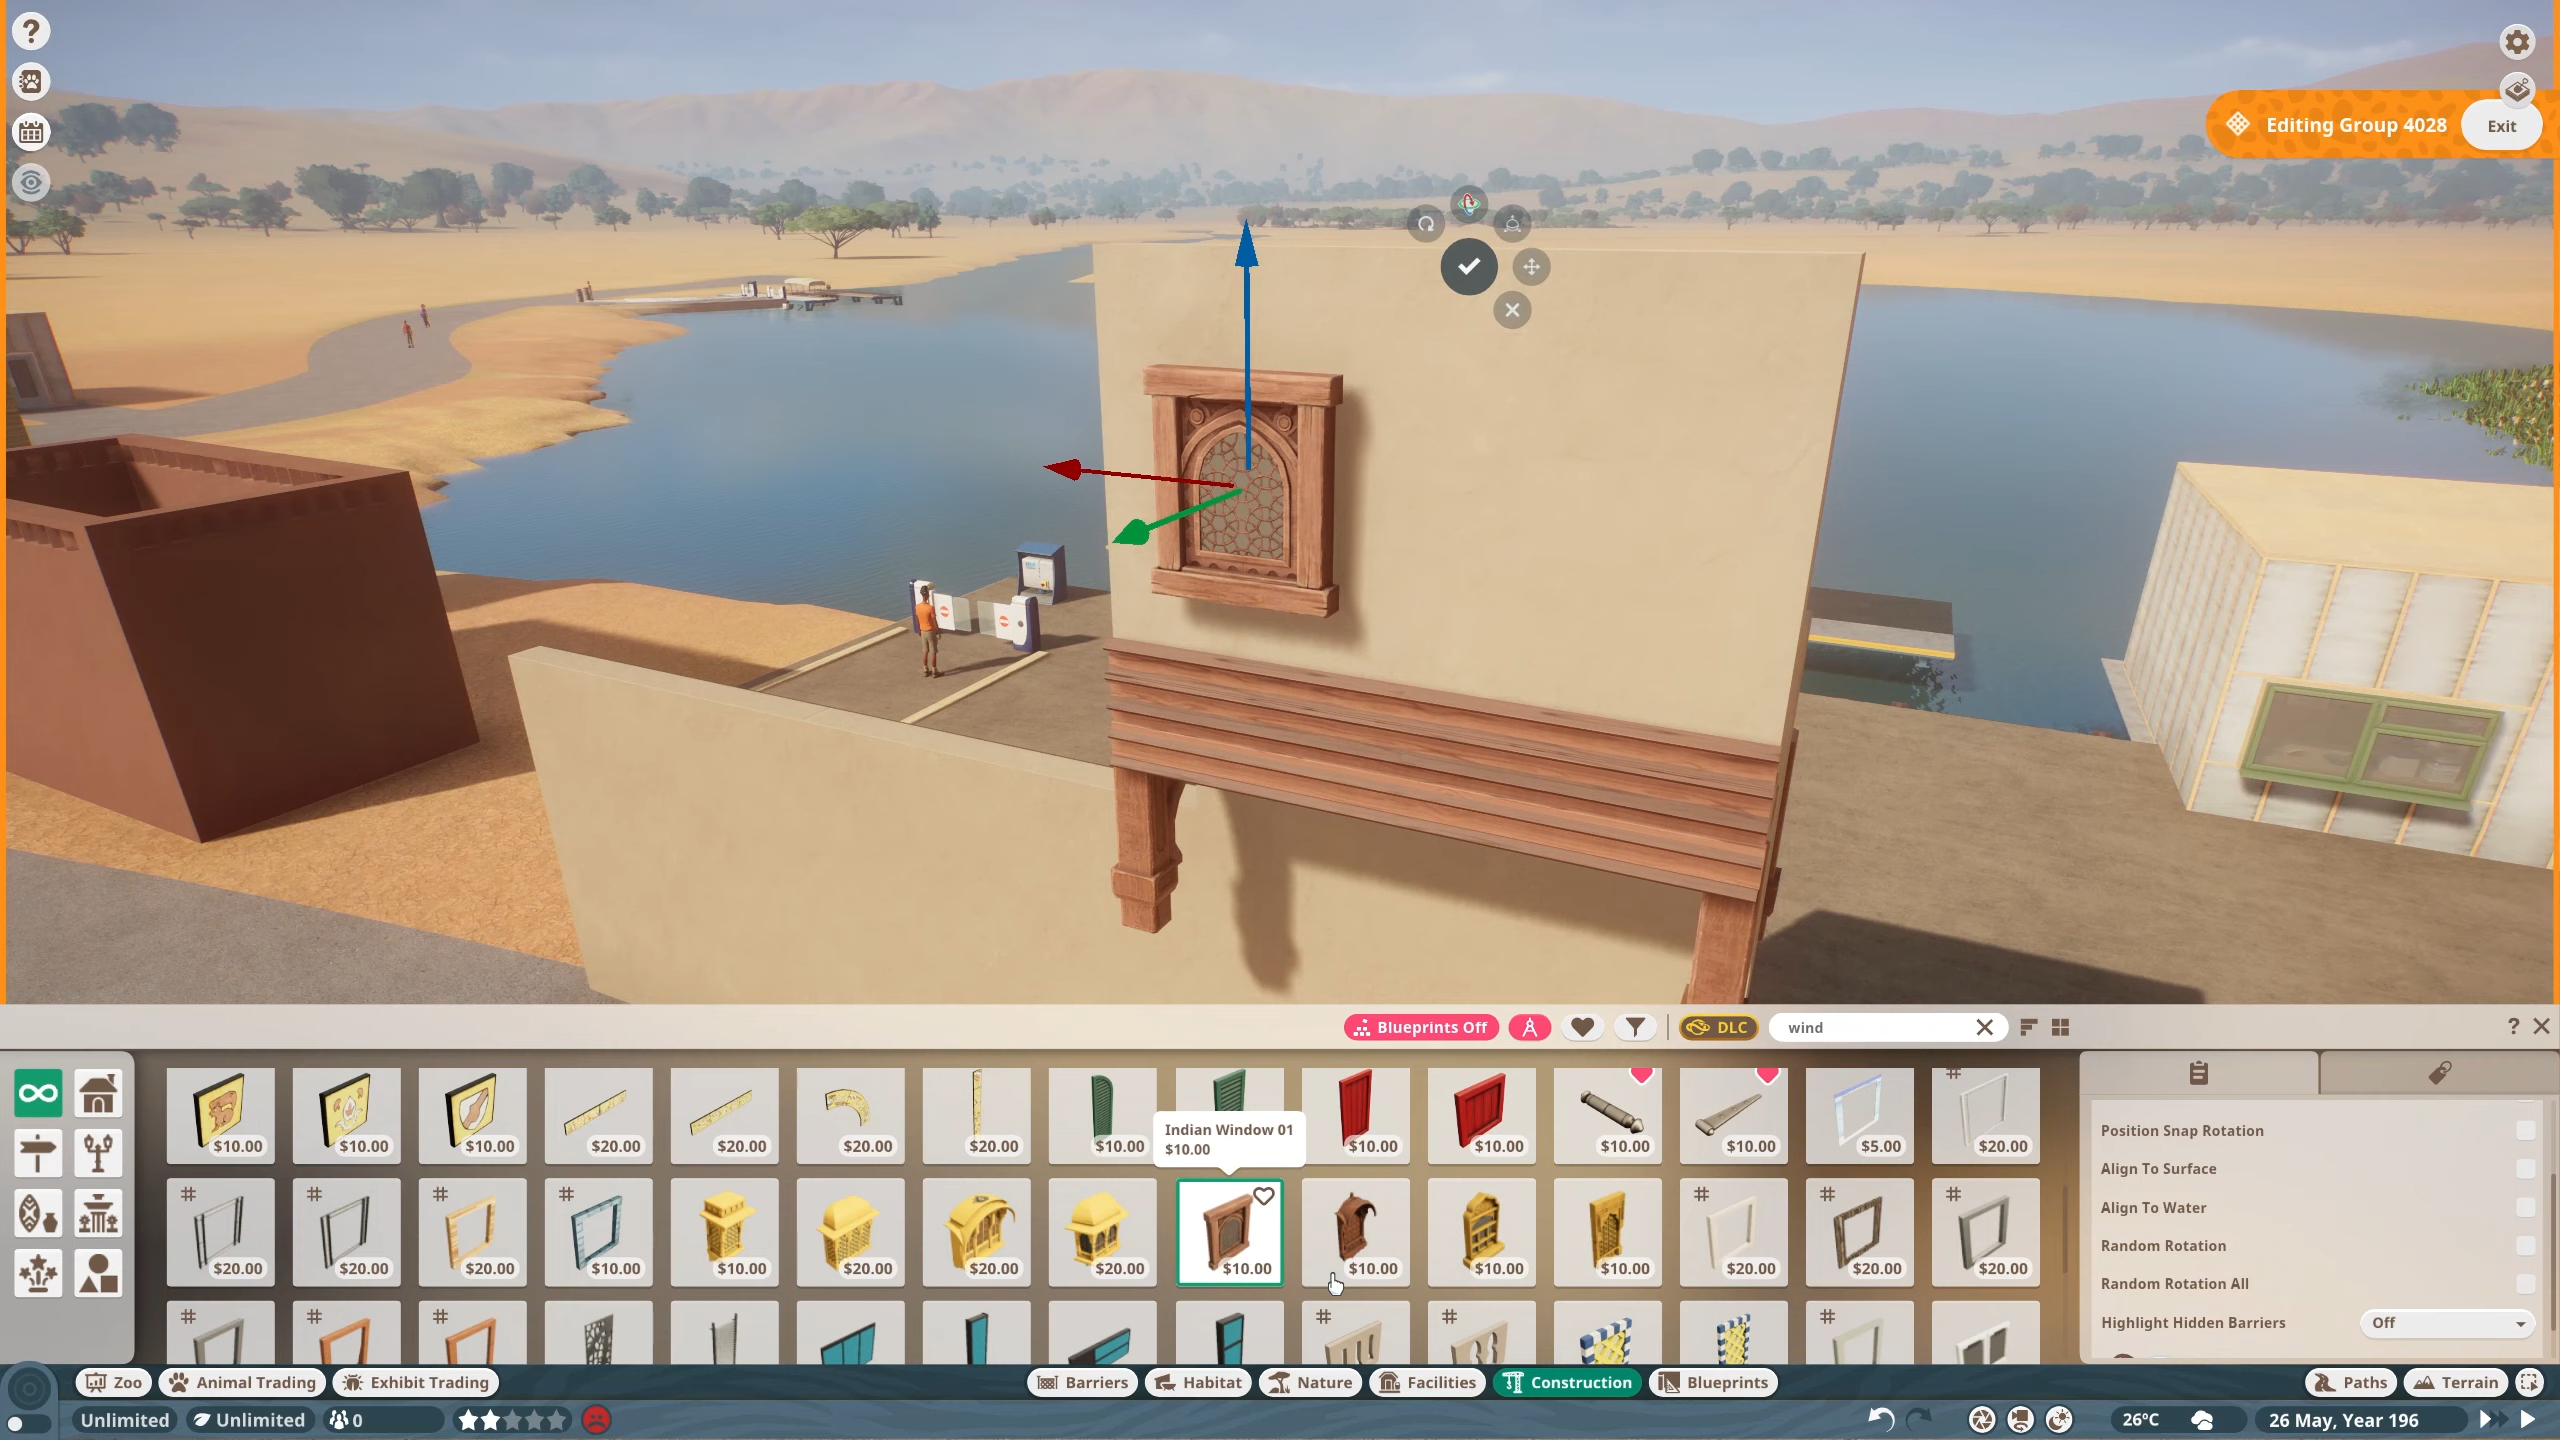 ?
Editing Group 4028
Exit
Blueprints Off
DLC
wind
?
$10.00
$10.00
$10.00
$20.00
$20.00
$20.00
$20.00
$10.00
Indian Window 01
$10.00
$10.00
$10.00
$10.00
$10.00
$5.00
$20.00
$20.00
$20.00
$20.00
$10.00
$10.00
$20.00
$20.00
$20.00
$10.00
$10.00
$10.00
$10.00
$20.00
$20.00
$20.00
Position Snap Rotation
Align To Surface
Align To Water
Random Rotation
Random Rotation All
Highlight Hidden Barriers
Off
Zoo
Animal Trading
Exhibit Trading
Barriers
Habitat
Nature
Facilities
Construction
Blueprints
Paths
Terrain
Unlimited
Unlimited
0
26°C
26 May, Year 196